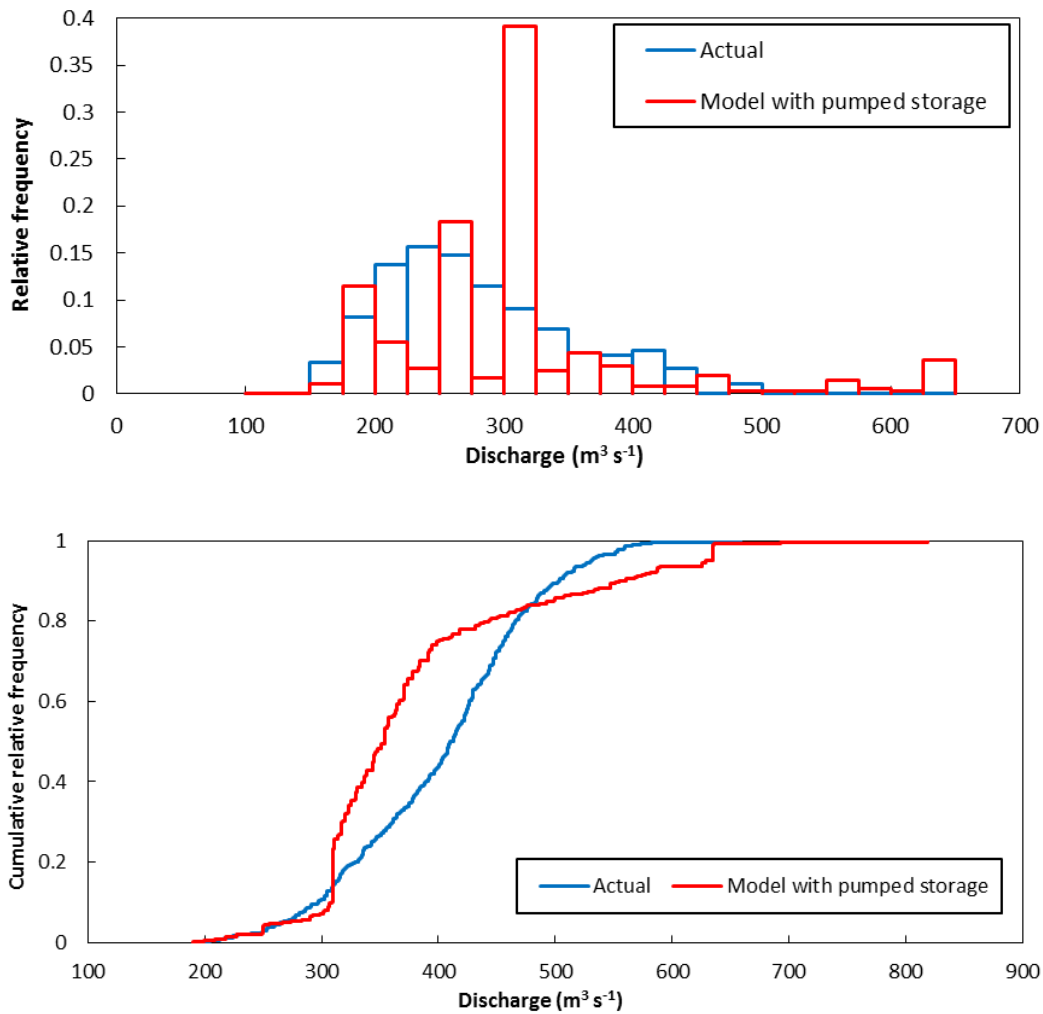 0.4
0.35
0.3
0.25
0.2
0.15
0.1
0.05
0
Relative frequency
Actual
Model with pumped storage
0 100 200 300 400 500 600 700
Discharge (m³ s⁻¹)
1
0.8
0.6
0.4
0.2
0
Cumulative relative frequency
Actual Model with pumped storage
100 200 300 400 500 600 700 800 900
Discharge (m³ s⁻¹)